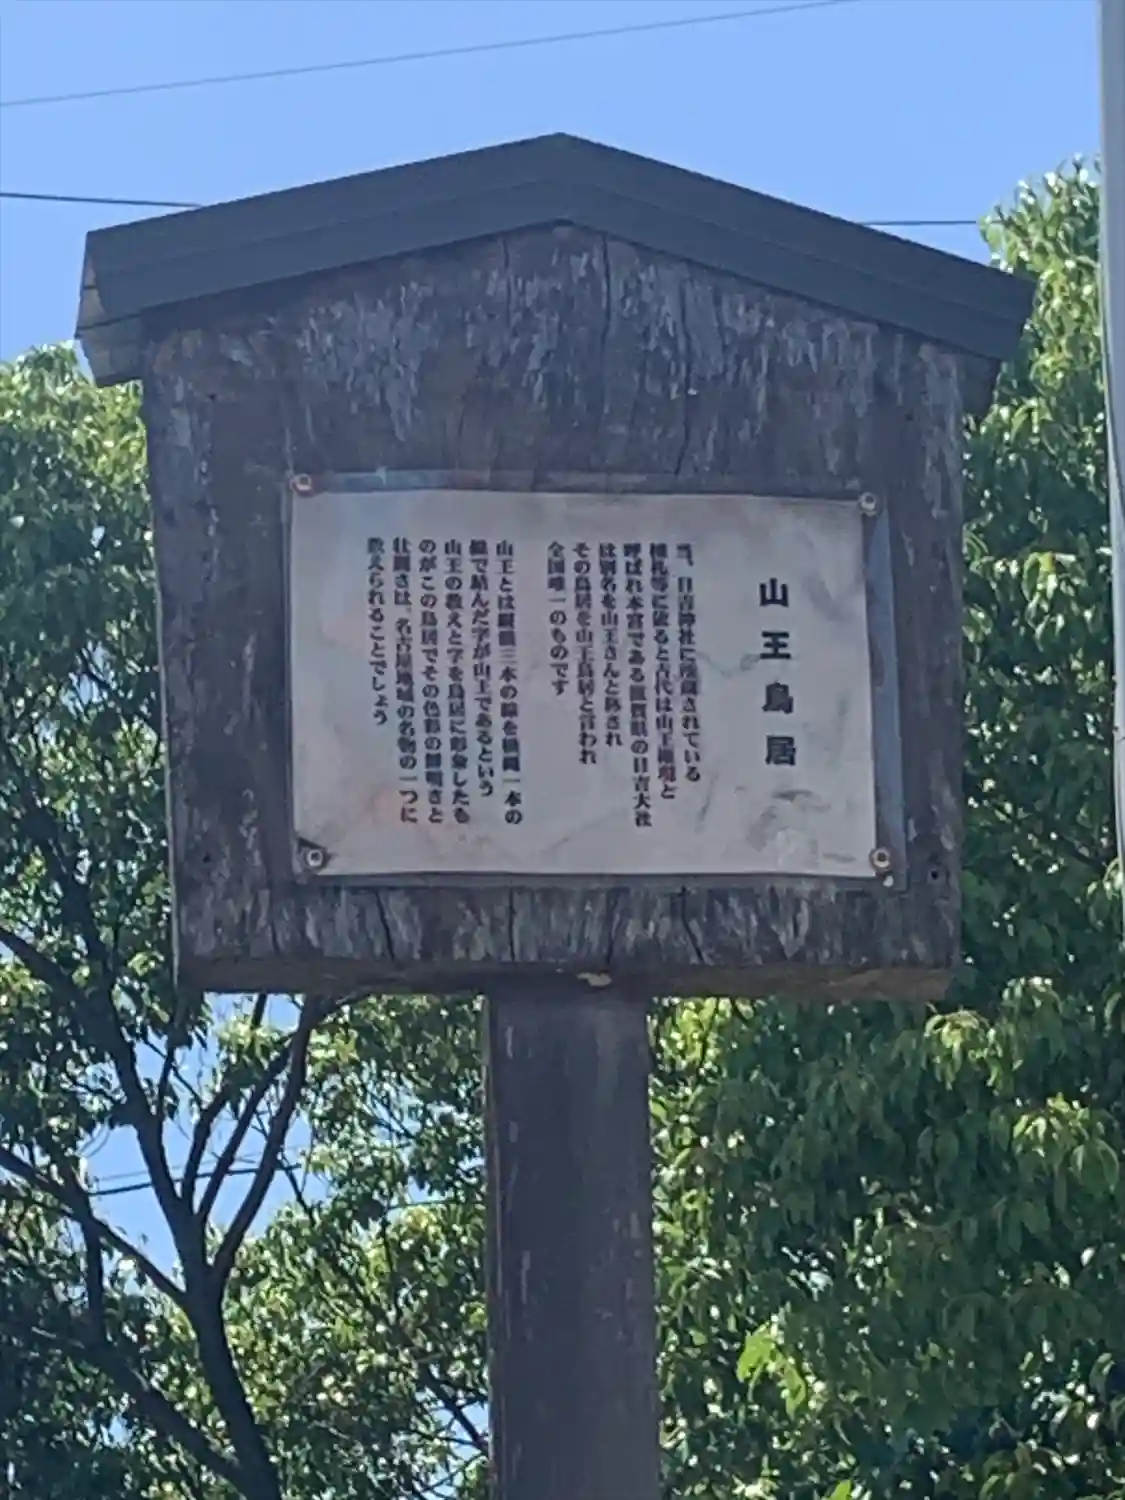 山王鳥居
当、日吉神社に所蔵されている
棟札等に依ると古代は山王権現と
呼ばれ本宮である滋賀県の日吉大社
は別名を山王さんと称され
その鳥居を山王鳥居と言われ
全国唯一のものです
山王とは縦個三本の線を横縄一本の
線で結んだ字が山王であるという
山王の教えと字を鳥居に形象したも
のがこの鳥居でその色彩の鮮明さと
壮麗さは、名古屋地域の名物の一つに
数えられることでしょう